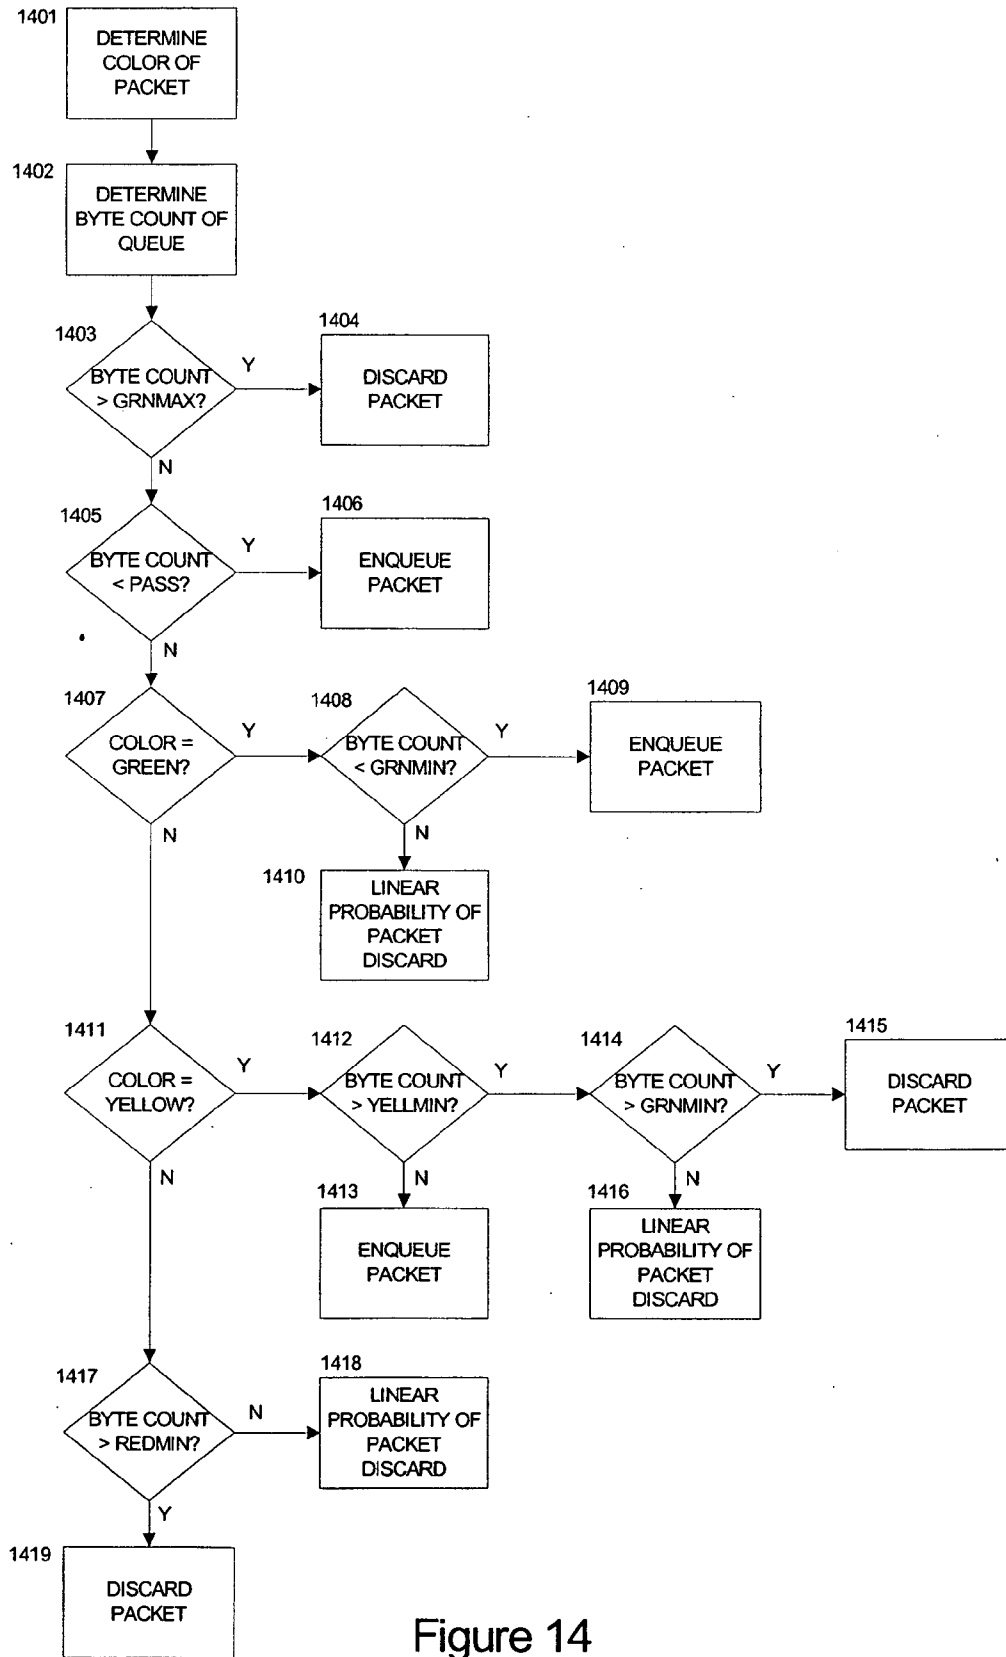 1401
DETERMINE
COLOR OF
PACKET
1402
DETERMINE
BYTE COUNT OF
QUEUE
1403
BYTE COUNT
> GRNMAX?
Y
N
1404
DISCARD
PACKET
1405
BYTE COUNT
< PASS?
Y
N
1406
ENQUEUE
PACKET
1407
COLOR =
GREEN?
Y
N
1408
BYTE COUNT
< GRNMIN?
Y
N
1409
ENQUEUE
PACKET
1410
LINEAR
PROBABILITY OF
PACKET
DISCARD
1411
COLOR =
YELLOW?
Y
N
1412
BYTE COUNT
> YELLMIN?
Y
N
1413
ENQUEUE
PACKET
1414
BYTE COUNT
> GRNMIN?
Y
N
1415
DISCARD
PACKET
1416
LINEAR
PROBABILITY OF
PACKET
DISCARD
1417
BYTE COUNT
> REDMIN?
N
Y
1418
LINEAR
PROBABILITY OF
PACKET
DISCARD
1419
DISCARD
PACKET
Figure 14